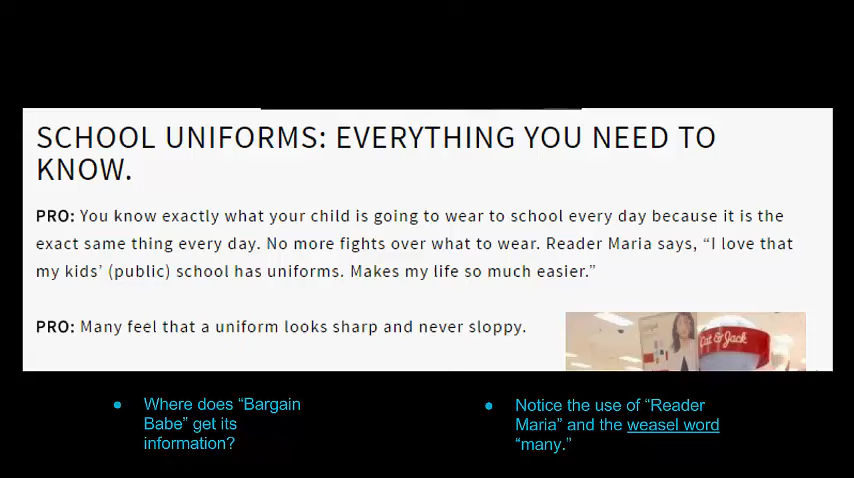 SCHOOL UNIFORMS: EVERYTHING YOU NEED TO
KNOW.
PRO: You know exactly what your child is going to wear to school every day because it is the
exact same thing every day. No more fights over what to wear. Reader Maria says, “I love that
my kids’ (public) school has uniforms. Makes my life so much easier.”
PRO: Many feel that a uniform looks sharp and never sloppy.
Cat & Jack
● Where does “Bargain
Babe” get its
information?
● Notice the use of “Reader
Maria” and the weasel word
“many.”